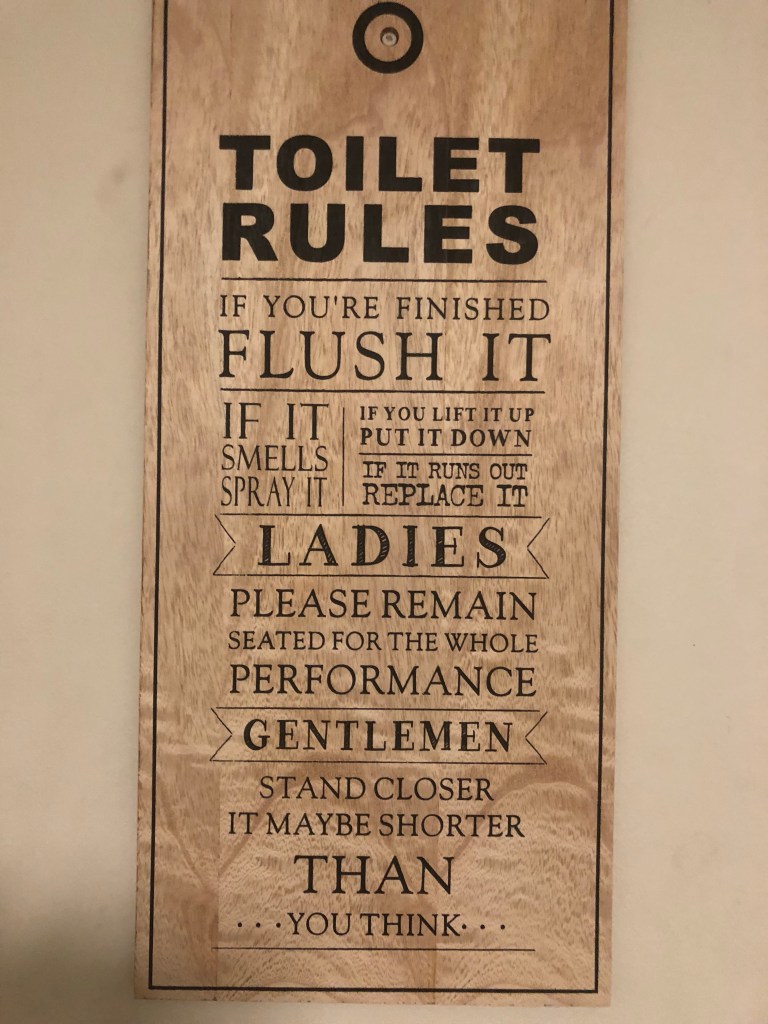 TOILET
RULES
IF YOU'RE FINISHED
FLUSH IT
IF IT
SMELLS
SPRAY IT
IF YOU LIFT IT UP
PUT IT DOWN
IF IT RUNS OUT
REPLACE IT
LADIES
PLEASE REMAIN
SEATED FOR THE WHOLE
PERFORMANCE
GENTLEMEN
STAND CLOSER
IT MAYBE SHORTER
THAN
...YOU THINK...